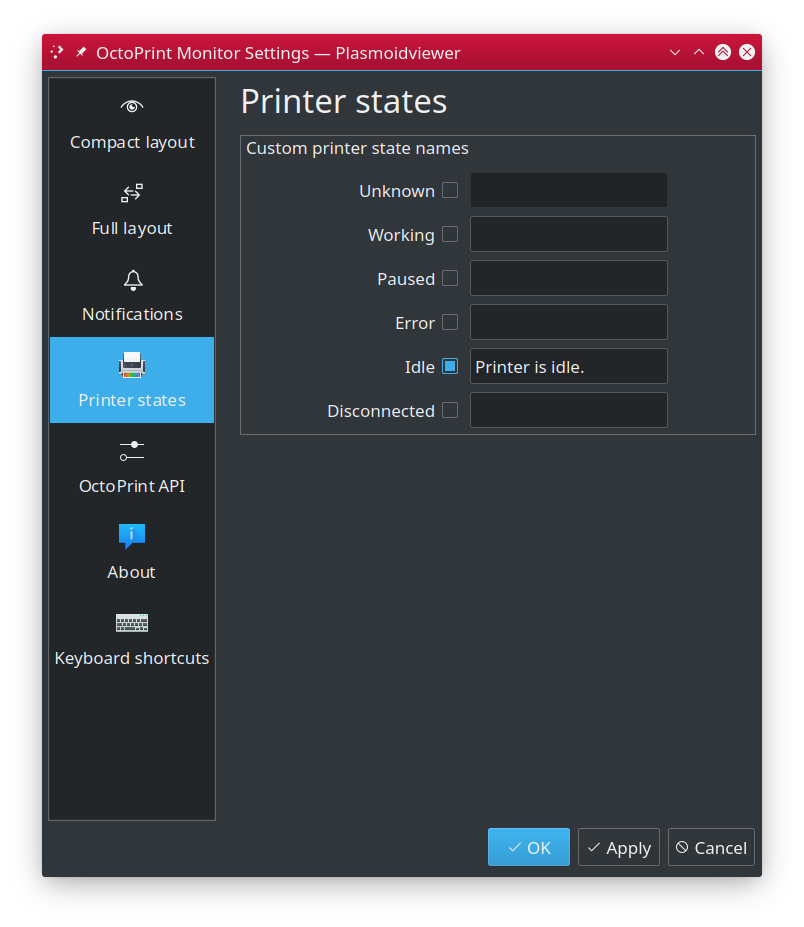 OctoPrint Monitor Settings — Plasmoidviewer
Compact layout
Full layout
Notifications
Printer states
OctoPrint API
About
Keyboard shortcuts
Printer states
Custom printer state names
Unknown
Working
Paused
Error
Idle
Printer is idle.
Disconnected
OK
Apply
Cancel